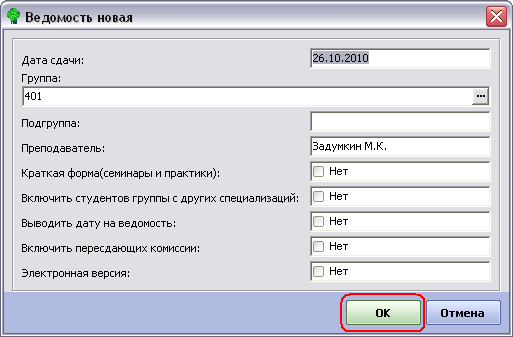 Ведомость новая
Дата сдачи: 26.10.2010
Группа:
401 ...
Подгруппа:
Преподаватель: Задумкин М.К.
Краткая форма(семинары и практики): Нет
Включить студентов группы с других специализаций: Нет
Выводить дату на ведомость: Нет
Включить пересдающих комиссии: Нет
Электронная версия: Нет
OK Отмена